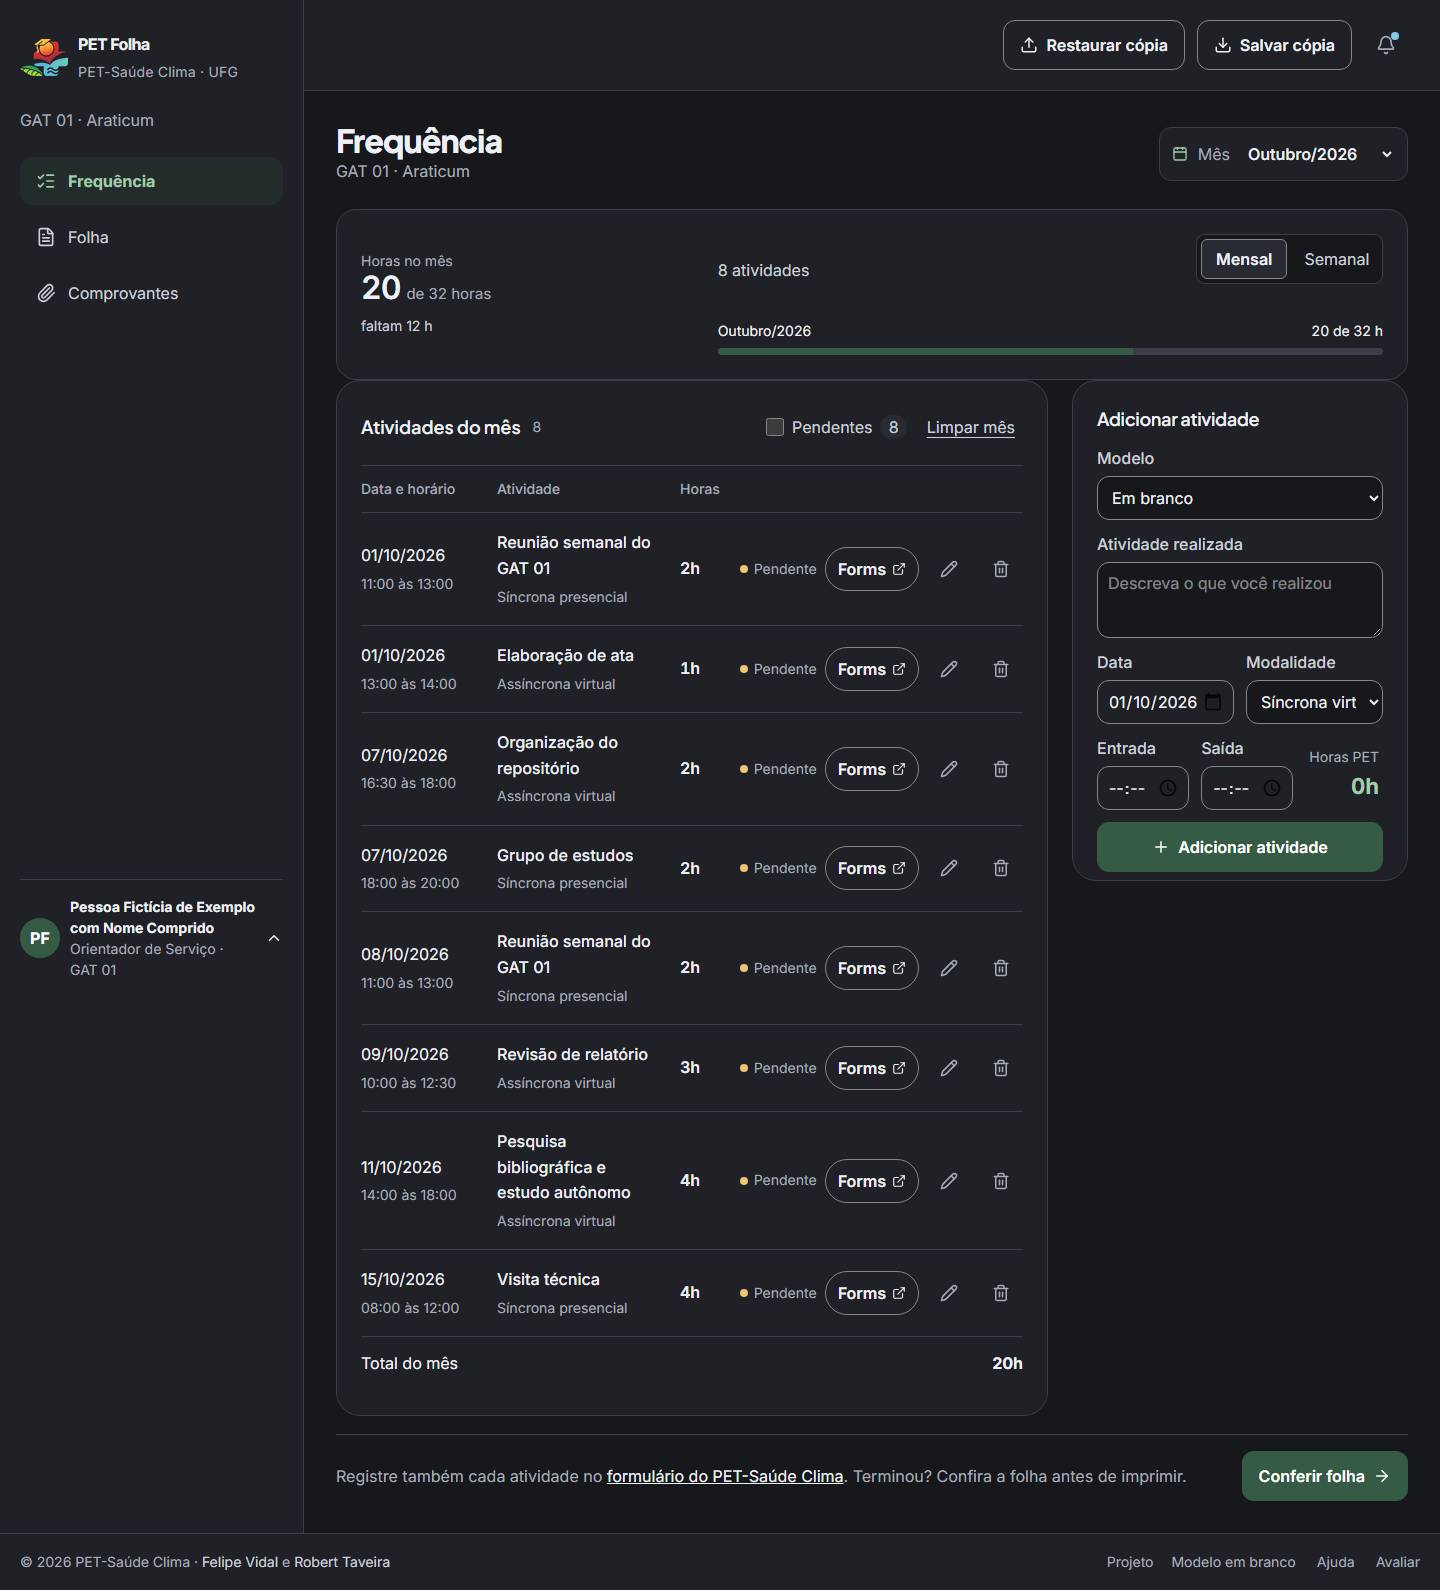 PET Folha
PET-Saúde Clima · UFG
GAT 01 · Araticum
Frequência
Folha
Comprovantes
Pessoa Fictícia de Exemplo
com Nome Comprido
PF
Orientador de Serviço ·
GAT 01
Restaurar cópia
Salvar cópia
Frequência
GAT 01 · Araticum
Mês Outubro/2026
Horas no mês
20 de 32 horas
faltam 12 h
8 atividades
Mensal Semanal
Outubro/2026 20 de 32 h
Atividades do mês 8
Pendentes 8 Limpar mês
Data e horário Atividade Horas
01/10/2026
11:00 às 13:00
Reunião semanal do
GAT 01
Síncrona presencial
2h Pendente Forms
01/10/2026
13:00 às 14:00
Elaboração de ata
Assíncrona virtual
1h Pendente Forms
07/10/2026
16:30 às 18:00
Organização do
repositório
Assíncrona virtual
2h Pendente Forms
07/10/2026
18:00 às 20:00
Grupo de estudos
Síncrona presencial
2h Pendente Forms
08/10/2026
11:00 às 13:00
Reunião semanal do
GAT 01
Síncrona presencial
2h Pendente Forms
09/10/2026
10:00 às 12:30
Revisão de relatório
Assíncrona virtual
3h Pendente Forms
11/10/2026
14:00 às 18:00
Pesquisa
bibliográfica e
estudo autônomo
Assíncrona virtual
4h Pendente Forms
15/10/2026
08:00 às 12:00
Visita técnica
Síncrona presencial
4h Pendente Forms
Total do mês 20h
Adicionar atividade
Modelo
Em branco
Atividade realizada
Descreva o que você realizou
Data Modalidade
01/10/2026 Síncrona virt
Entrada Saída Horas PET
--:-- --:-- 0h
Adicionar atividade
Registre também cada atividade no formulário do PET-Saúde Clima. Terminou? Confira a folha antes de imprimir.
Conferir folha
© 2026 PET-Saúde Clima · Felipe Vidal e Robert Taveira
Projeto Modelo em branco Ajuda Avaliar